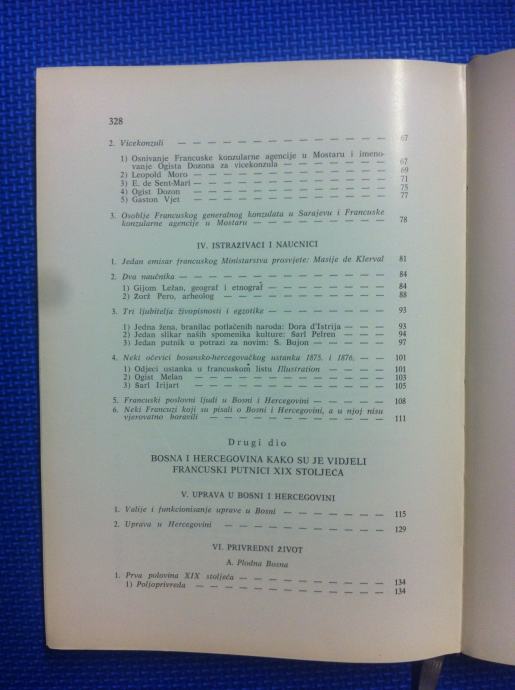 328
2. Vicekonzuli — — — — — — — — — — — 67
1) Osnivanje Francuske konzularne agencije u Mostaru i imeno-
vanje Ogista Dozona za vicekonzula — — — — — — 67
2) Leopold Moro — — — — — — — — — — — 69
3) E. de Sent-Mari — — — — — — — — — — 71
4) Ogist Dozon — — — — — — — — — — — 75
5) Gaston Vjet — — — — — — — — — — — 77
3. Osoblje Francuskog generalnog konzulata u Sarajevu i Francuske
konzularne agencije u Mostaru — — — — — — — — 78
IV. ISTRAŽIVACI I NAUCNICI
1. Jedan emisar francuskog Ministarstva prosvjete: Masije de Klerval 81
2. Dva naučnika — — — — — — — — — — — 84
1) Gijom Ležan, geograf i etnograf — — — — — — — 84
2) Zorž Pero, arheolog — — — — — — — — — 88
3. Tri ljubitelja živopisnosti i egzotike — — — — — — — 93
1) Jedna žena, branilac potlačenih naroda: Dora d'Istrija — — 93
2) Jedan slikar naših spomenika kulture: Sarl Pelren — — — 94
3) Jedan putnik u potrazi za novim: S. Bujon — — — — 97
4. Neki očevici bosansko-hercegovačkog ustanka 1875. i 1876. — — 101
1) Odjeci ustanka u francuskom listu Illustration — — — — 101
2) Ogist Melan — — — — — — — — — — — 103
3) Sarl Irijart — — — — — — — — — — — 105
5. Francuski poslovni ljudi u Bosni i Hercegovini — — — — — 108
6. Neki Francuzi koji su pisali o Bosni i Hercegovini, a u njoj nisu
vjerovatno boravili — — — — — — — — — — 111
Drugi dio
BOSNA I HERCEGOVINA KAKO SU JE VIDJELI
FRANCUSKI PUTNICI XIX STOLJEĆA
V. UPRAVA U BOSNI I HERCEGOVINI
1. Valije i funkcionisanje uprave u Bosni — — — — — — 115
2. Uprava u Hercegovini — — — — — — — — — 129
VI. PRIVREDNI ŽIVOT
A. Plodna Bosna
1. Prva polovina XIX stoljeća — — — — — — — — 134
1) Poljoprivreda — — — — — — — — — — — 134